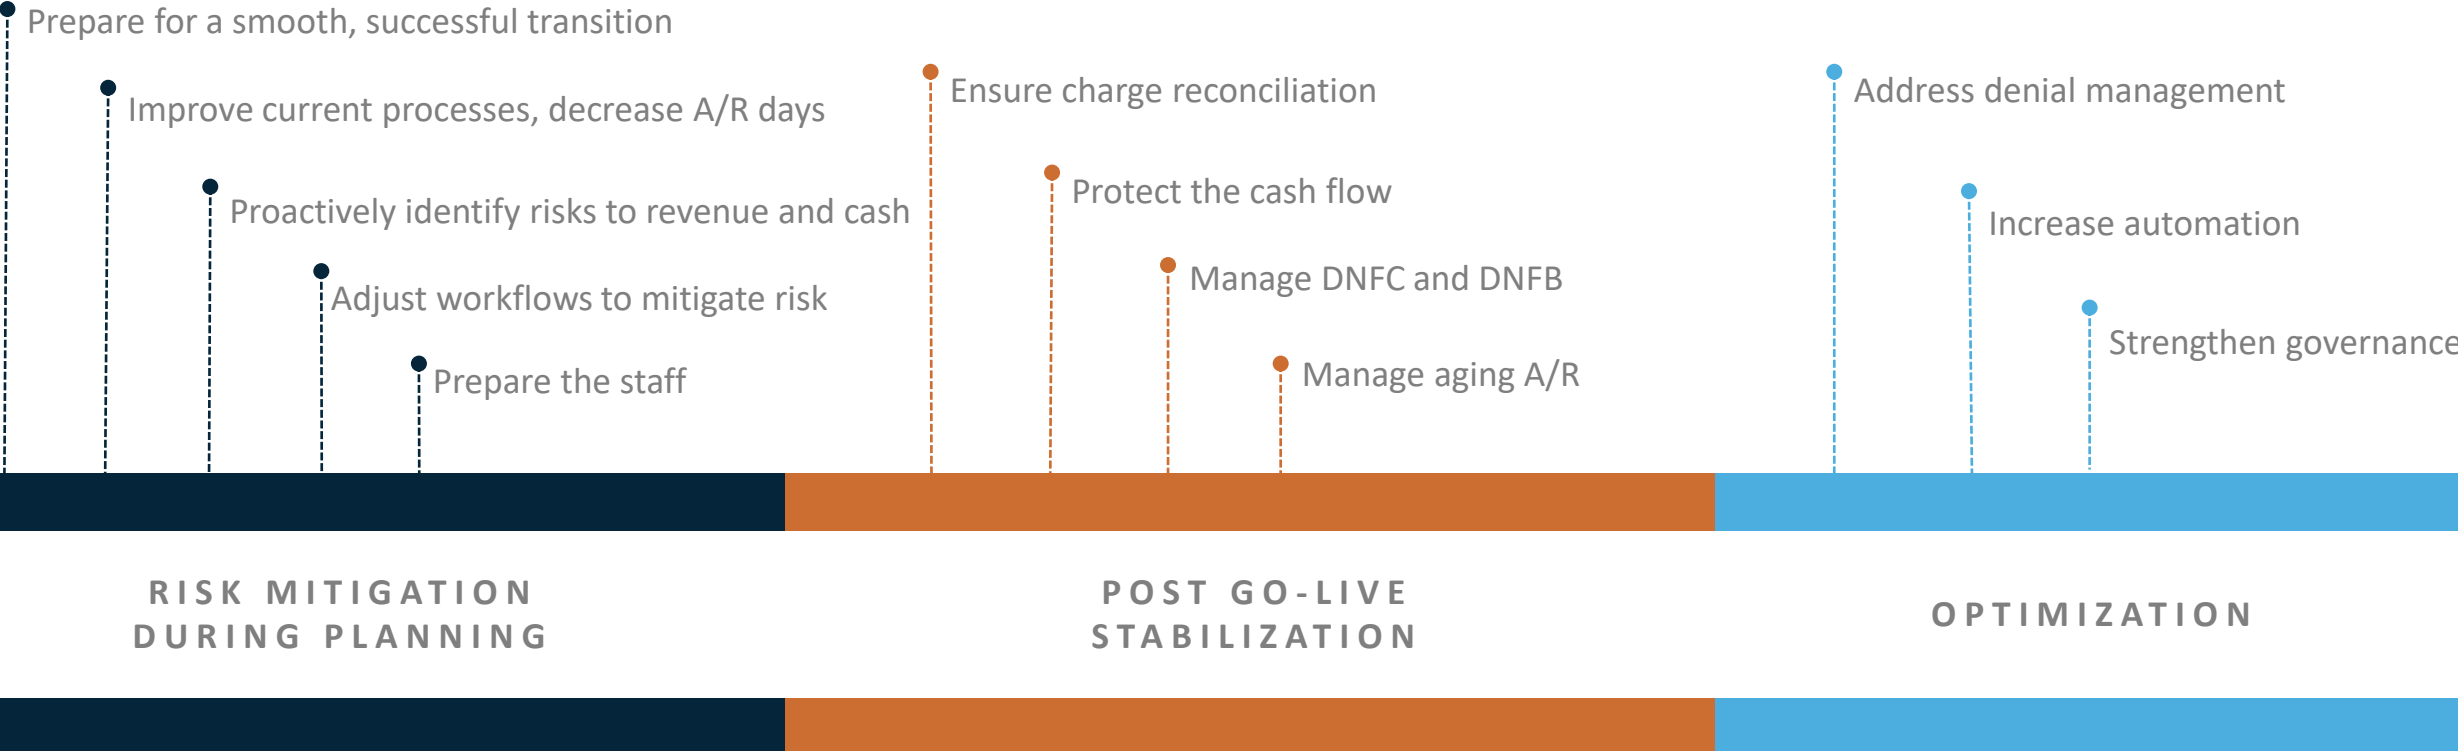 Prepare for a smooth, successful transition
Improve current processes, decrease A/R days
Proactively identify risks to revenue and cash
Adjust workflows to mitigate risk
Prepare the staff
Ensure charge reconciliation
Protect the cash flow
Manage DNFC and DNFB
Manage aging A/R
Address denial management
Increase automation
Strengthen governance
RISK MITIGATION
DURING PLANNING
POST GO-LIVE
STABILIZATION
OPTIMIZATION